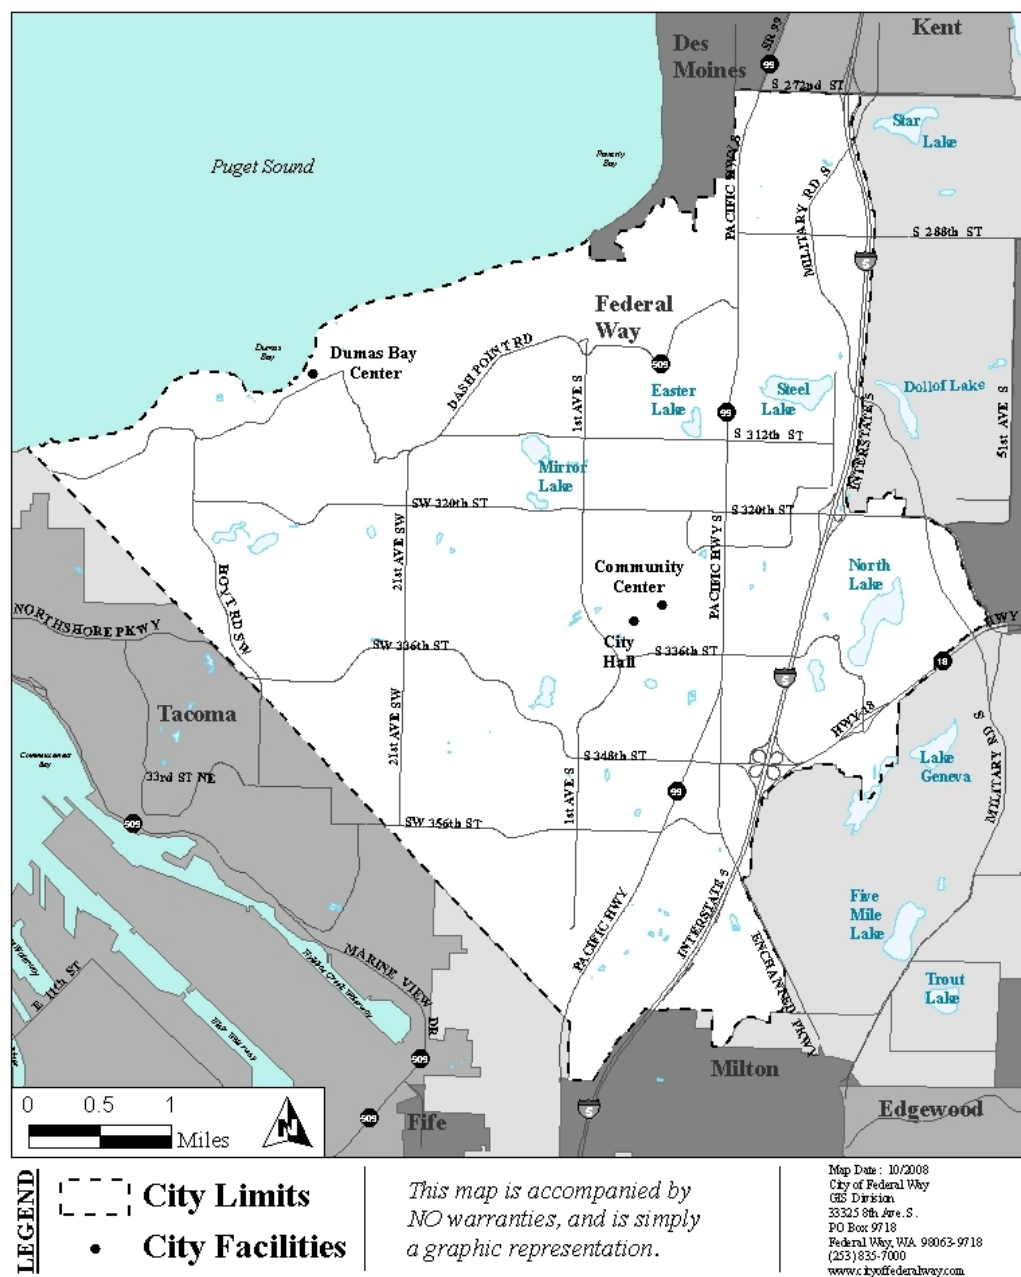 Kent
Des
Moines
SR 99
99
S 272nd ST
Star
Lake
Puget Sound
Poverty
Bay
PACIFIC HWY S
MILITARY RD S
S 288th ST
5
Federal
Way
Dumas
Bay
Dumas Bay
Center
DASH POINT RD
509
1st AVE S
Easter
Lake
99
Steel
Lake
Dollof Lake
51st AVE S
INTERSTATE 5
S 312th ST
Mirror
Lake
SW 320th ST
S 320th ST
21st AVE SW
PACIFIC HWY S
Community
Center
North
Lake
HOYT RD SW
NORTHSHORE PKWY
City
Hall
HWY
SW 336th ST
S 336th ST
18
5
Tacoma
21st AVE SW
HWY-18
MILITARY RD S
Commencement
Bay
33rd ST NE
S 348th ST
Lake
Geneva
1st AVE S
99
509
SW 356th ST
INTERSTATE 5
PACIFIC HWY
ENCHANTED PKWY
Five
Mile
Lake
MARINE VIEW
DR
E 11th ST
Waterway
Trout
Lake
509
Milton
Edgewood
509
Fife
5
0 0.5 1
Miles
N
LEGEND
City Limits
City Facilities
This map is accompanied by
NO warranties, and is simply
a graphic representation.
Map Date: 10/2008
City of Federal Way
GIS Division
33325 8th Ave. S.
PO Box 9718
Federal Way, WA 98063-9718
(253) 835-7000
www.cityoffederalway.com